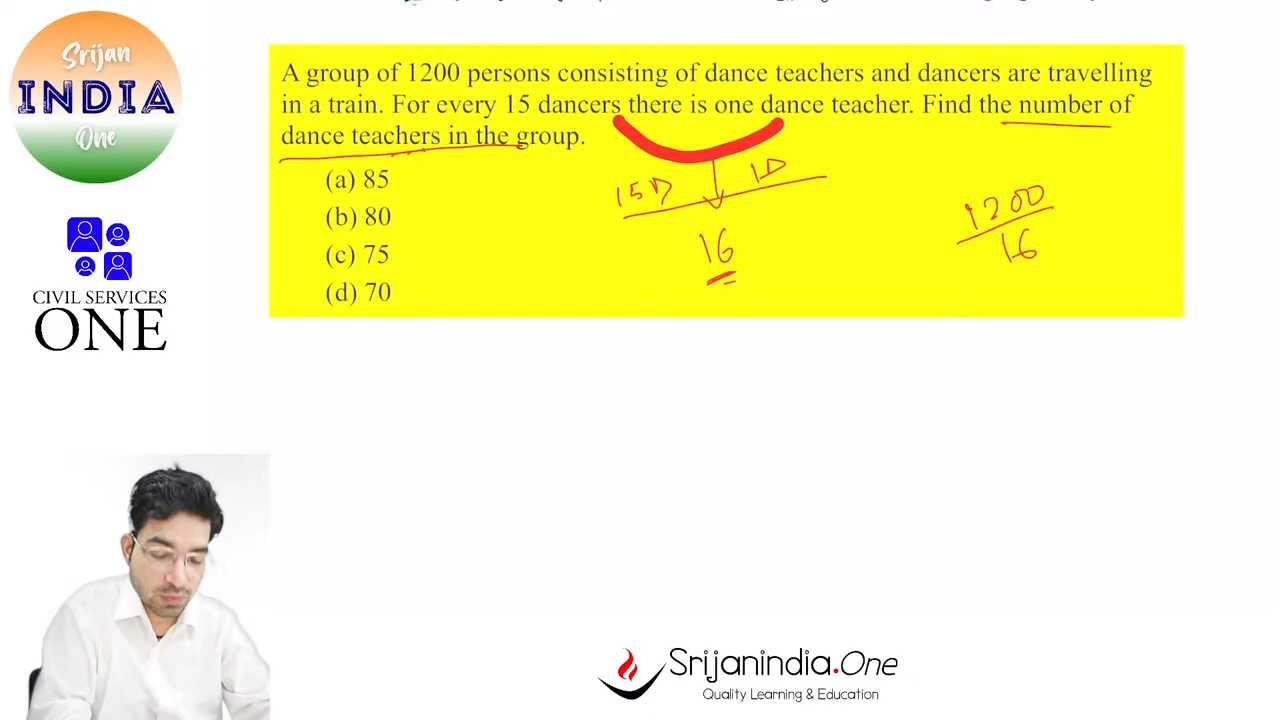 Srijan
INDIA
One
CIVIL SERVICES
ONE
A group of 1200 persons consisting of dance teachers and dancers are travelling
in a train. For every 15 dancers there is one dance teacher. Find the number of
dance teachers in the group.
(a) 85
(b) 80
(c) 75
(d) 70
15D 1D
16
1200
16
Srijanindia.One
Quality Learning & Education